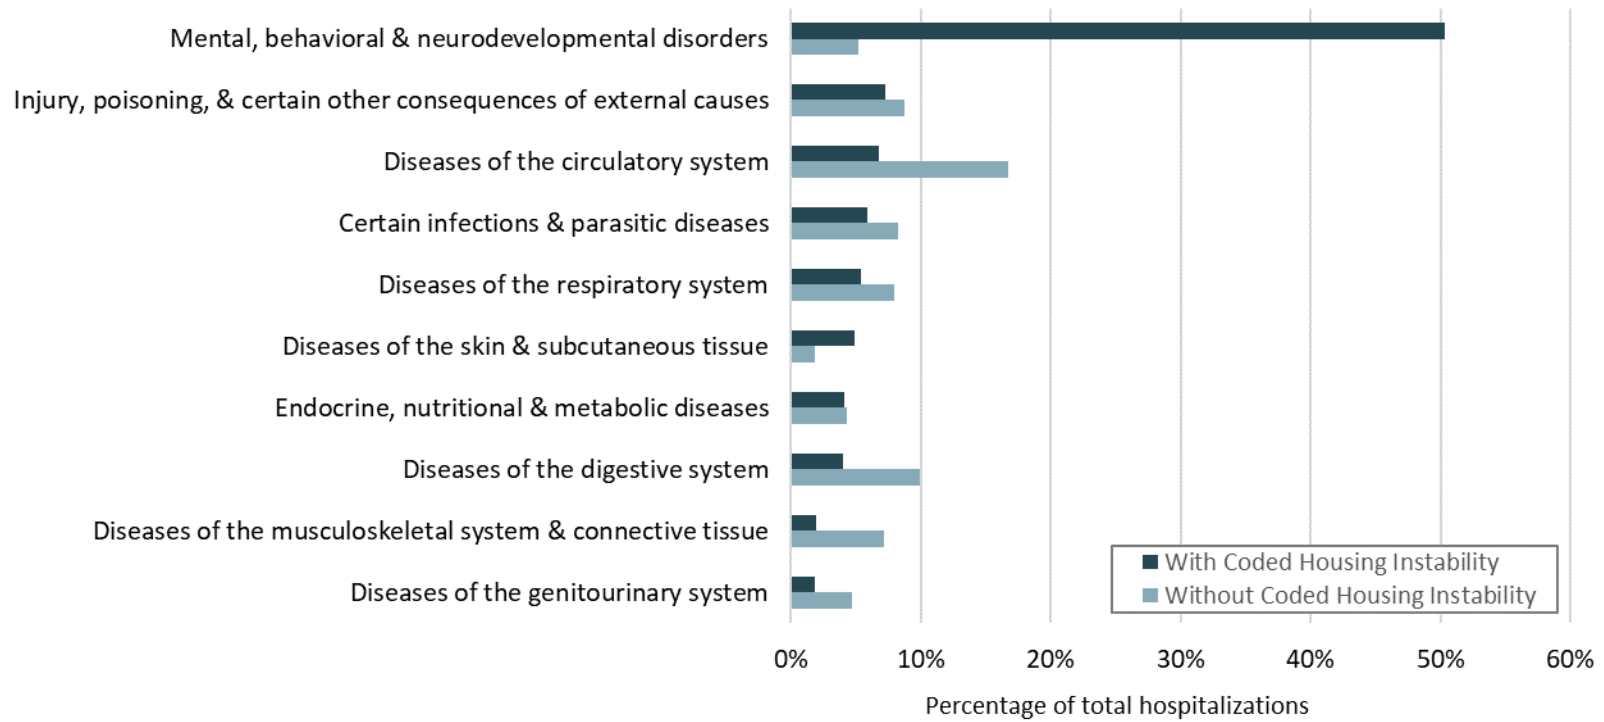 Mental, behavioral & neurodevelopmental disorders
Injury, poisoning, & certain other consequences of external causes
Diseases of the circulatory system
Certain infections & parasitic diseases
Diseases of the respiratory system
Diseases of the skin & subcutaneous tissue
Endocrine, nutritional & metabolic diseases
Diseases of the digestive system
Diseases of the musculoskeletal system & connective tissue
Diseases of the genitourinary system
With Coded Housing Instability
Without Coded Housing Instability
0% 10% 20% 30% 40% 50% 60%
Percentage of total hospitalizations